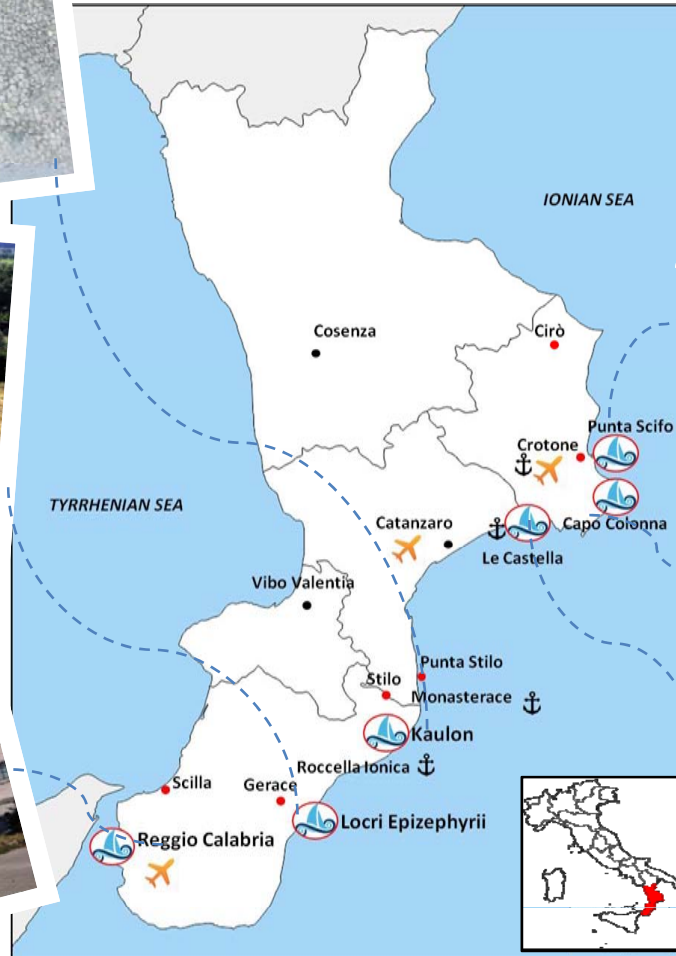 IONIAN SEA
Cosenza
Cirò
Punta Scifo
Crotone
TYRRHENIAN SEA
Catanzaro
Capo Colonna
Le Castella
Vibo Valentia
Punta Stilo
Stilo
Monasterace
Kaulon
Roccella Ionica
Scilla
Gerace
Locri Epizephyrii
Reggio Calabria